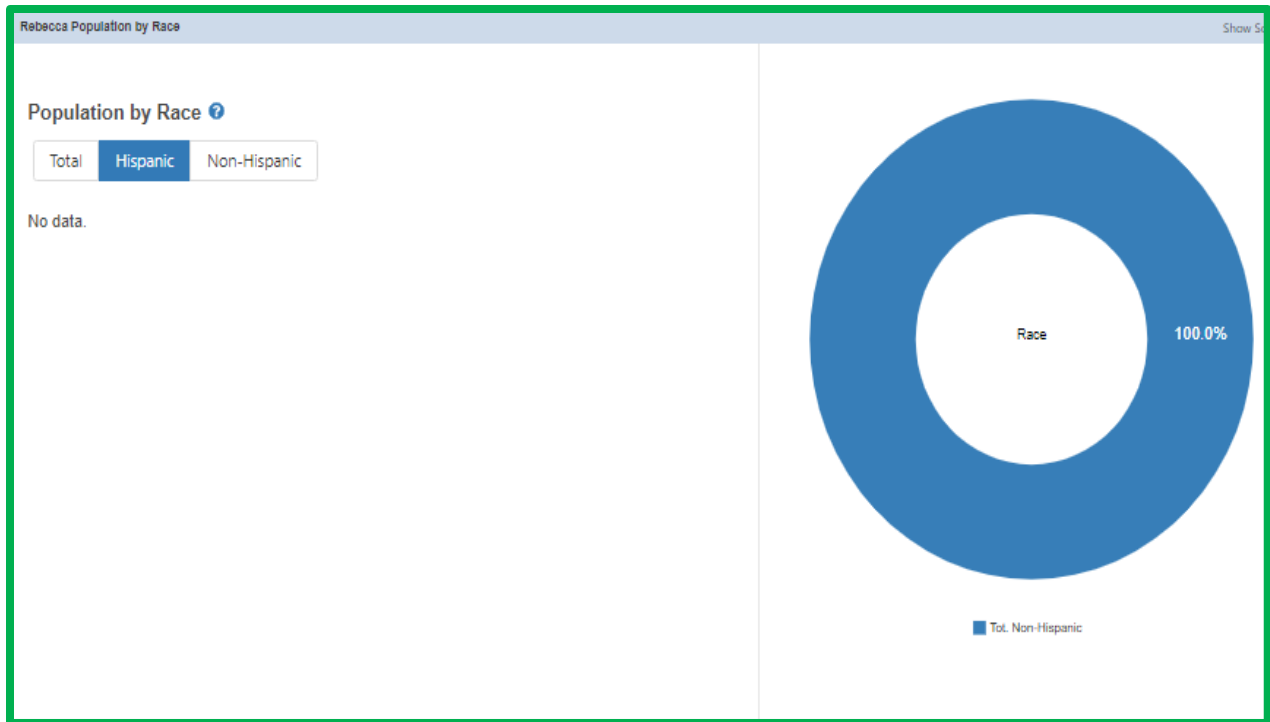 Rebecca Population by Race
Show
Population by Race
Total Hispanic Non-Hispanic
No data.
Race
100.0%
Tot. Non-Hispanic